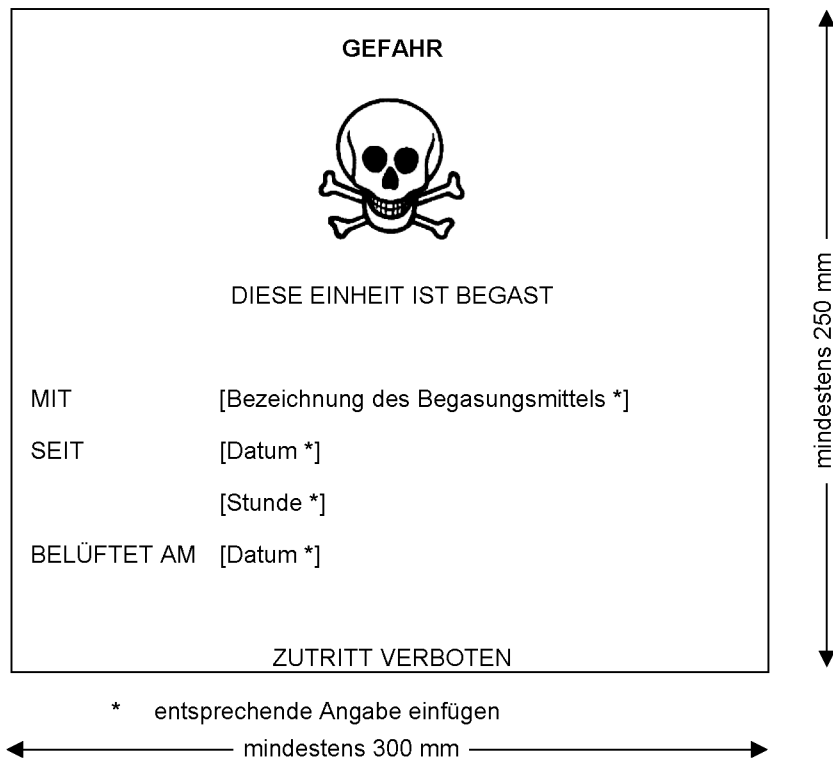 GEFAHR
DIESE EINHEIT IST BEGAST
MIT [Bezeichnung des Begasungsmittels *]
SEIT [Datum *]
[Stunde *]
BELÜFTET AM [Datum *]
ZUTRITT VERBOTEN
* entsprechende Angabe einfügen
mindestens 300 mm
mindestens 250 mm